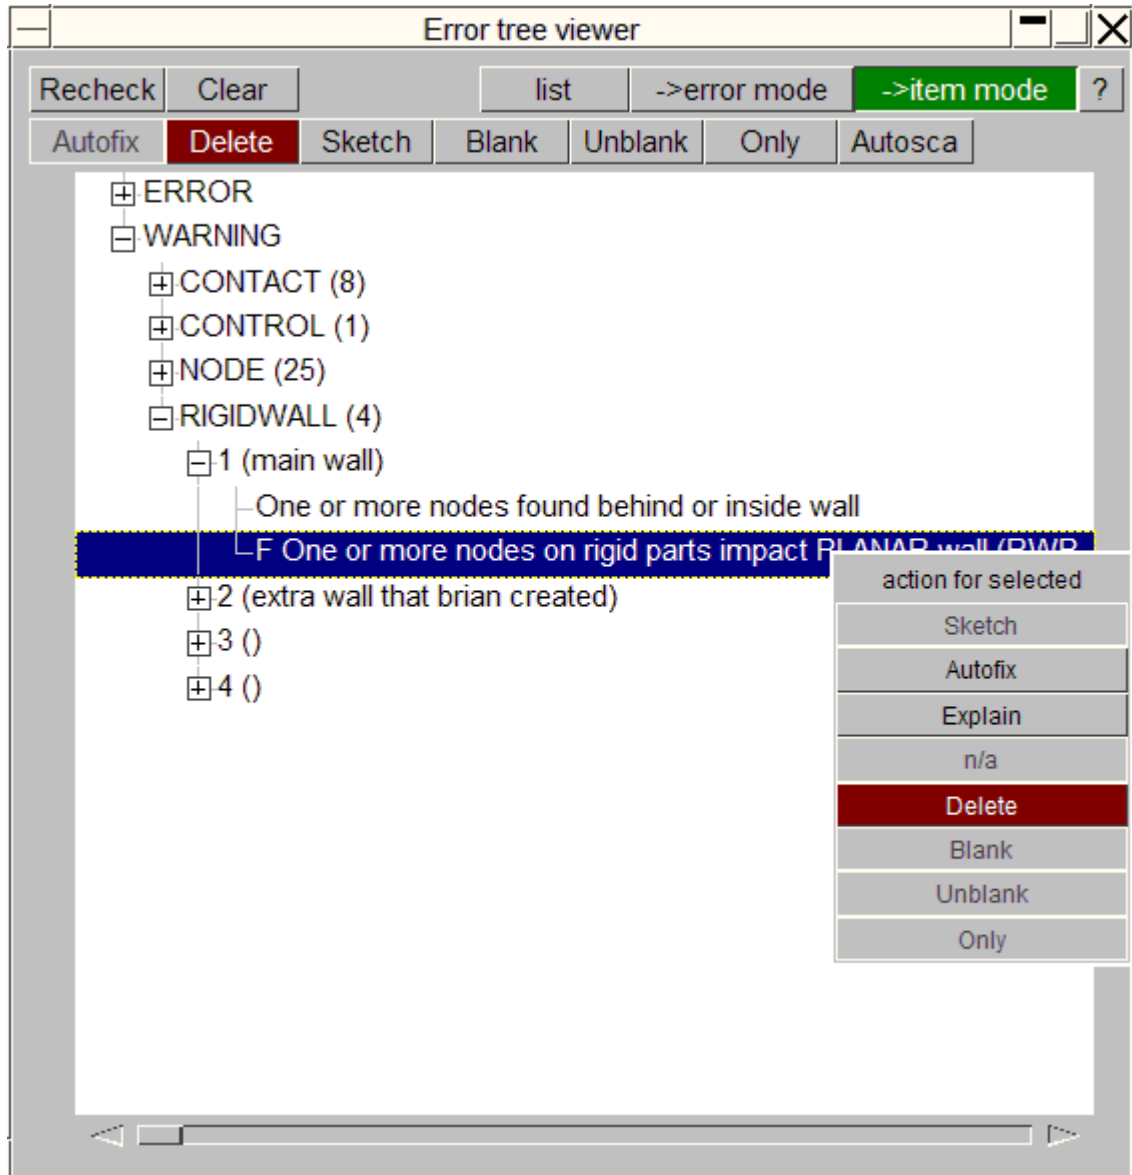 Error tree viewer
Recheck Clear list ->error mode ->item mode ?
Autofix Delete Sketch Blank Unblank Only Autosca
ERROR
WARNING
CONTACT (8)
CONTROL (1)
NODE (25)
RIGIDWALL (4)
1 (main wall)
One or more nodes found behind or inside wall
F One or more nodes on rigid parts impact PLANAR wall (RWP
2 (extra wall that brian created)
3 ()
4 ()
action for selected
Sketch
Autofix
Explain
n/a
Delete
Blank
Unblank
Only